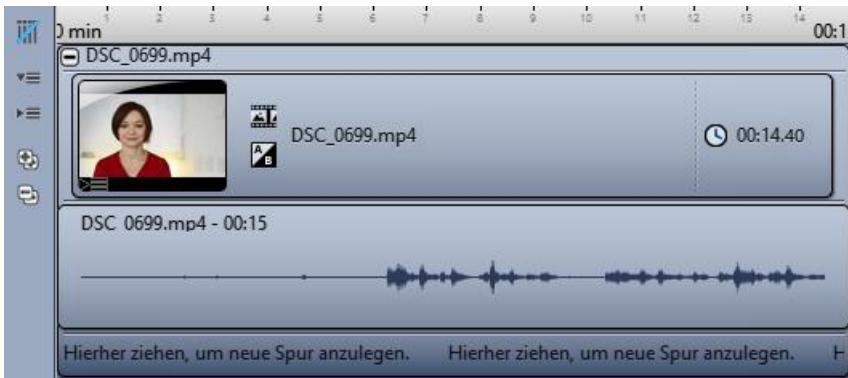 1 2 3 4 5 6 7 8 9 10 11 12 13 14
0 min 00:1
DSC_0699.mp4
A B
DSC_0699.mp4 00:14.40
DSC_0699.mp4 - 00:15
Hierher ziehen, um neue Spur anzulegen. Hierher ziehen, um neue Spur anzulegen. H